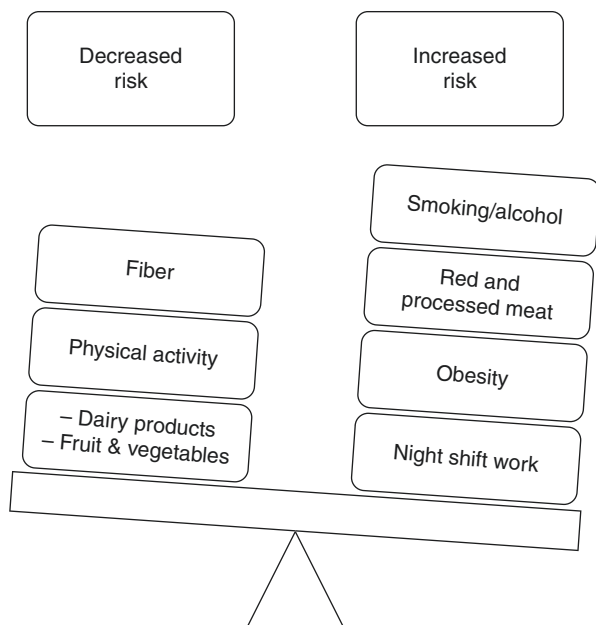 Decreased
risk
Increased
risk
Fiber
Physical activity
– Dairy products
– Fruit & vegetables
Smoking/alcohol
Red and
processed meat
Obesity
Night shift work